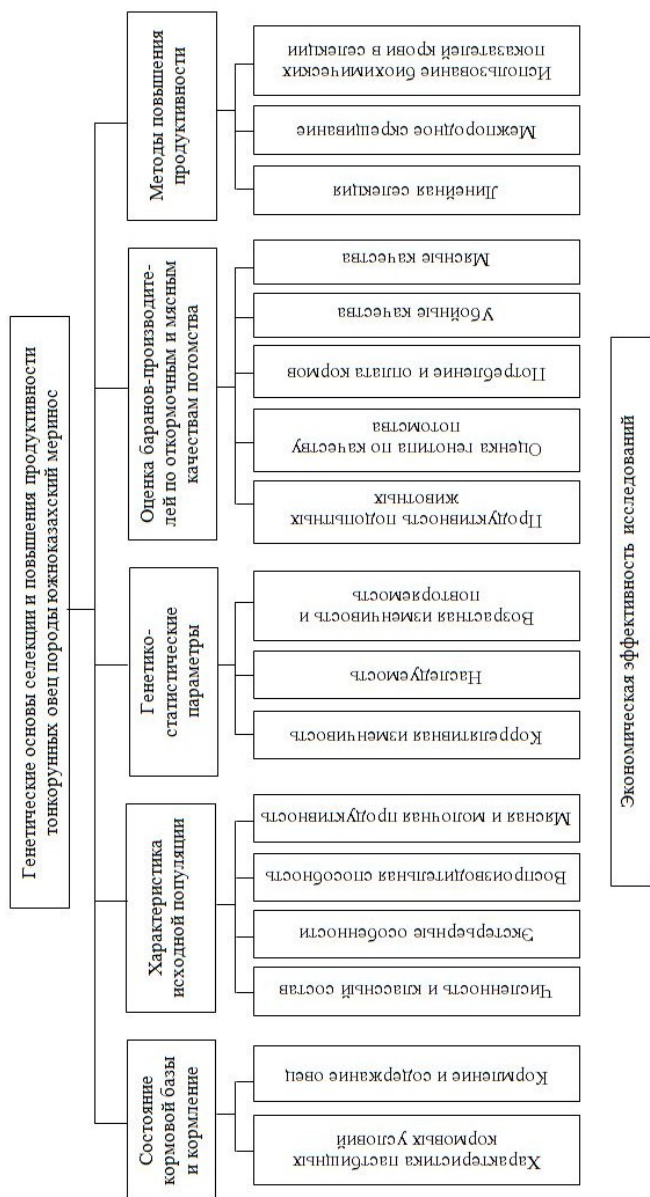 Генетические основы селекции и повышения продуктивности
тонкорунных овец породы южноказахский меринос
Состояние
кормовой базы
и кормление
Характеристика пастбищных
кормовых условий
Кормление и содержание овец
Характеристика
исходной популяции
Численность и классный состав
Экстерьерные особенности
Воспроизводительная способность
Мясная и молочная продуктивность
Генетико-
статистические
параметры
Коррелятивная изменчивость
Наследуемость
Возрастная изменчивость и
повторяемость
Оценка баранов-производите-
лей по откормочным и мясным
качествам потомства
Продуктивность подопытных
животных
Оценка генотипа по качеству
потомства
Потребление и оплата кормов
Убойные качества
Мясные качества
Методы повышения
продуктивности
Линейная селекция
Межпородное скрещивание
Использование биохимических
показателей крови в селекции
Экономическая эффективность исследований